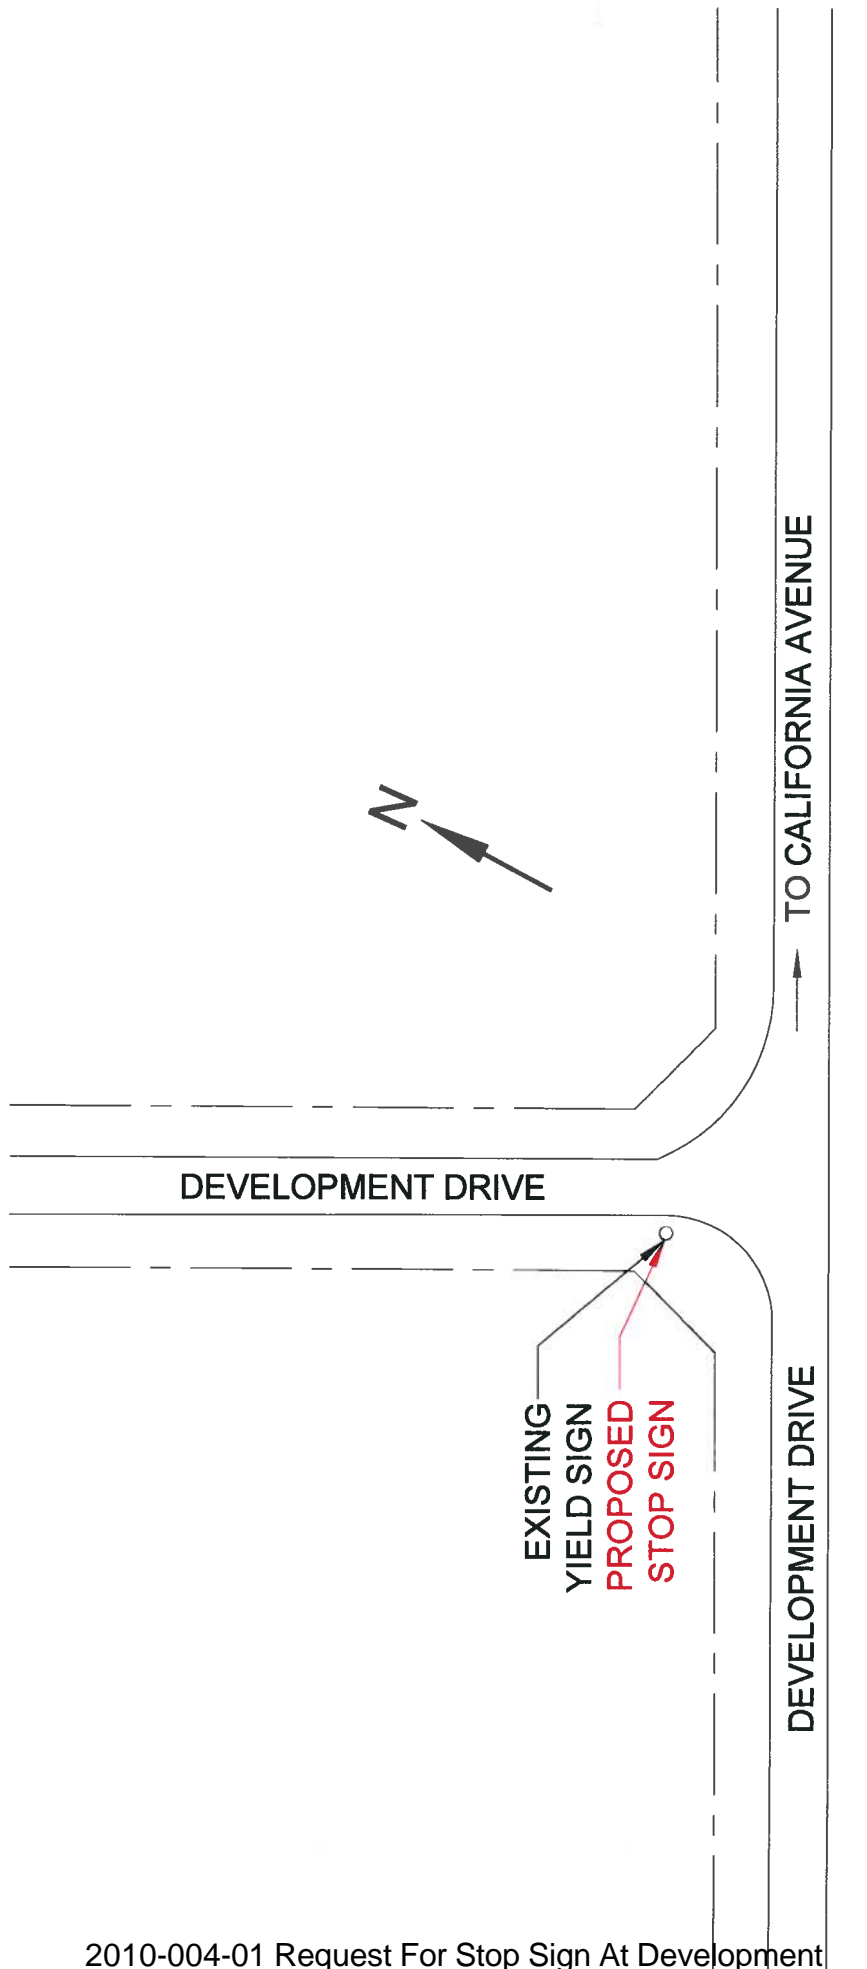 TO CALIFORNIA AVENUE
N
DEVELOPMENT DRIVE
EXISTING
YIELD SIGN
PROPOSED
STOP SIGN
DEVELOPMENT DRIVE
2010-004-01 Request For Stop Sign At Development